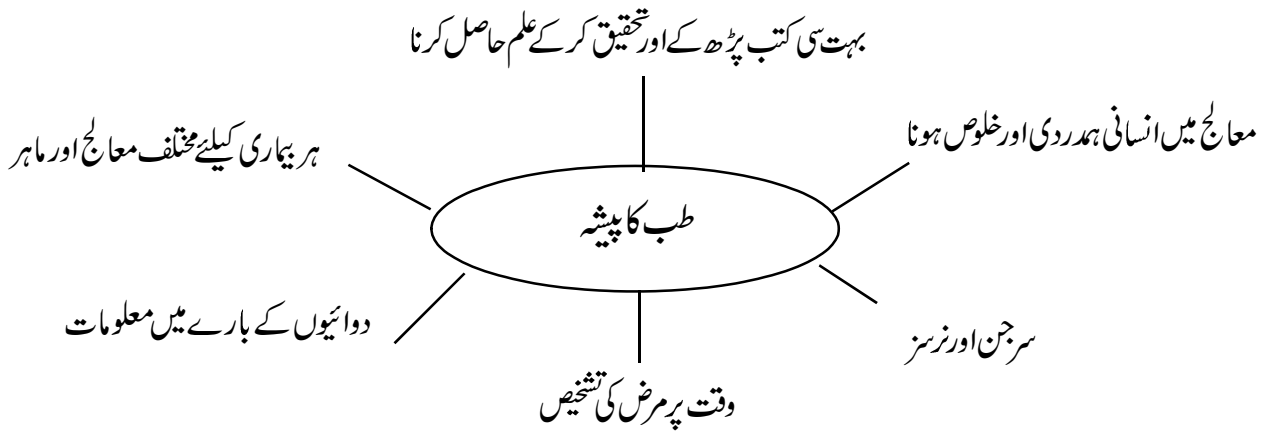 بہت سی کتب پڑھ کے اور تحقیق کر کے علم حاصل کرنا
معالج میں انسانی ہمدردی اور خلوص ہونا
ہر بیماری کیلئے مختلف معالج اور ماہر
طب کا پیشہ
دوائیوں کے بارے میں معلومات
سرجن اور نرسز
وقت پر مرض کی تشخیص